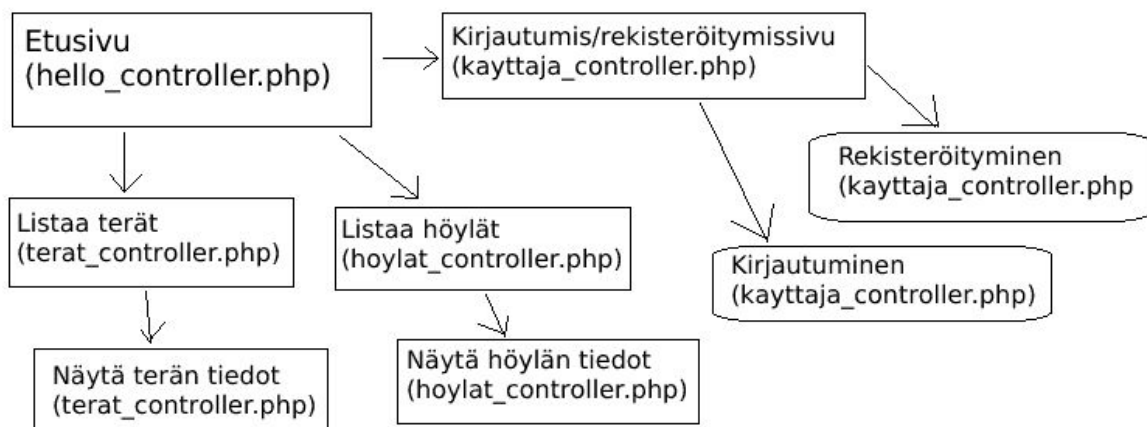 Etusivu
(hello_controller.php)
Kirjautumis/rekisteröitymissivu
(kayttaja_controller.php)
Rekisteröityminen
(kayttaja_controller.php
Listaa terät
(terat_controller.php)
Listaa höylät
(hoylat_controller.php)
Kirjautuminen
(kayttaja_controller.php)
Näytä terän tiedot
(terat_controller.php)
Näytä höylän tiedot
(hoylat_controller.php)